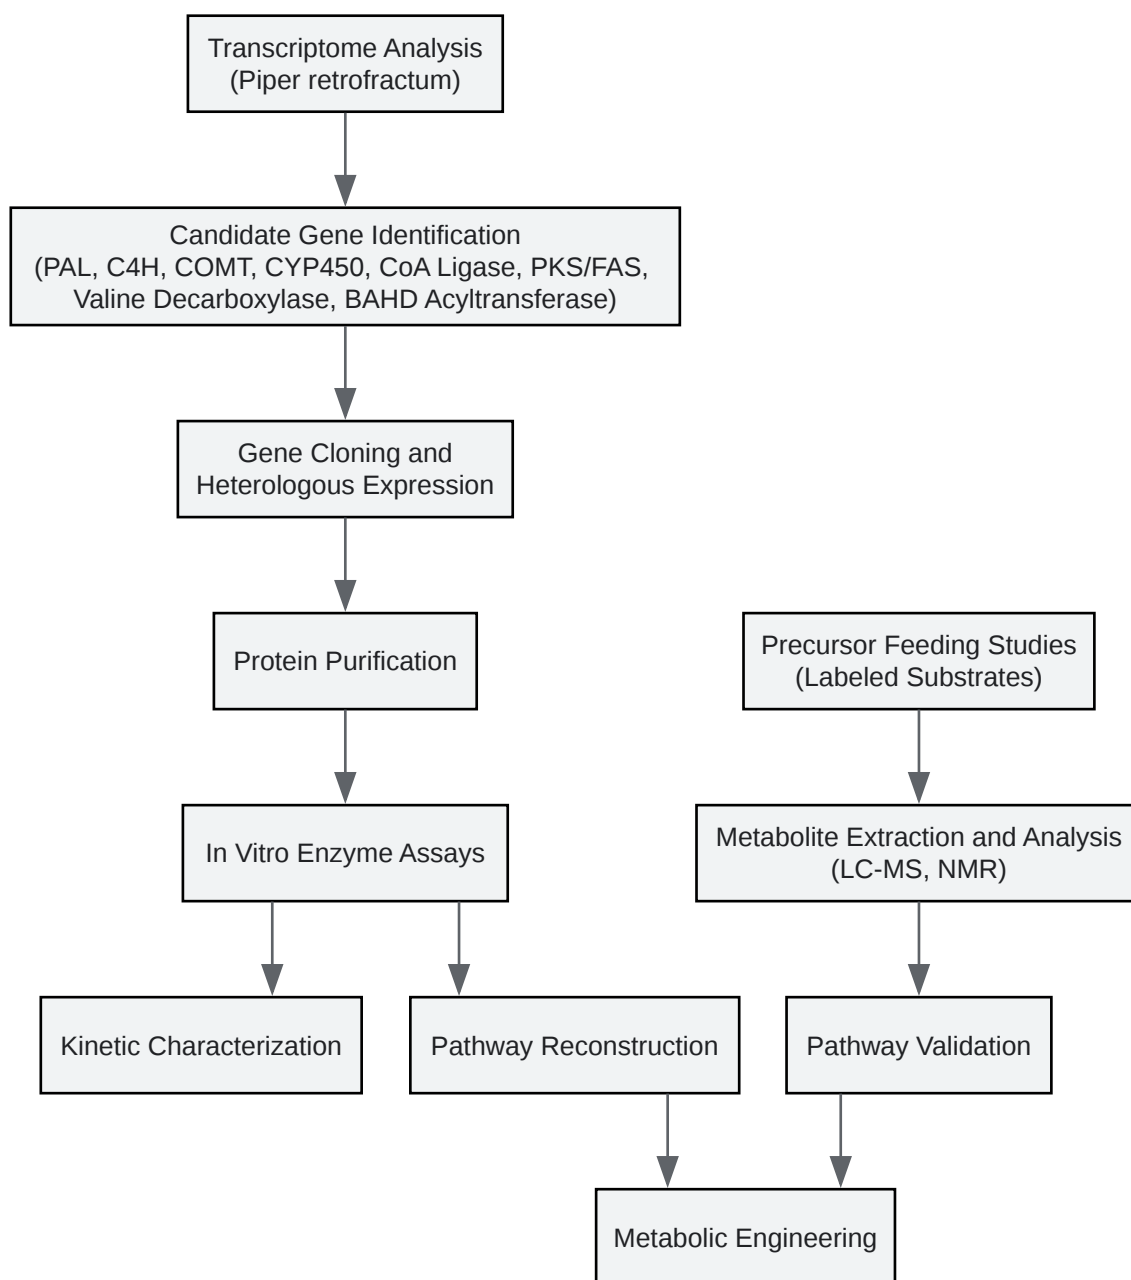 Transcriptome Analysis
(Piper retrofractum)
Candidate Gene Identification
(PAL, C4H, COMT, CYP450, CoA Ligase, PKS/FAS,
Valine Decarboxylase, BAHD Acyltransferase)
Gene Cloning and
Heterologous Expression
Protein Purification
Precursor Feeding Studies
(Labeled Substrates)
In Vitro Enzyme Assays
Metabolite Extraction and Analysis
(LC-MS, NMR)
Kinetic Characterization
Pathway Reconstruction
Pathway Validation
Metabolic Engineering